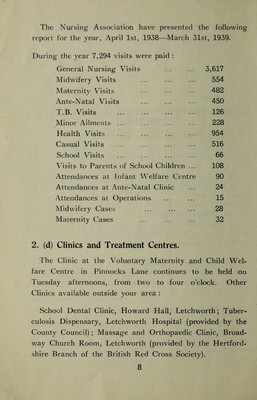 The Nursing Association have presented the following
report for the year, April 1st, 1938—March 31st, 1939.
During the year 7,294 visits were paid :
General Nursing Visits ... ... 3,617
Midwifery Visits ... ... ... 554
Maternity Visits ... ... ... 482
Ante-Natal Visits ... ... ... 450
T.B. Visits ... ... ... ... 126
Minor Ailments ... ... ... ... 228
Health Visits ... ... ... ... 954
Casual Visits ... ... ... ... 516
School Visits ... ... ... ... 66
Visits to Parents of School Children ... 108
Attendances at Infant Welfare Centre 90
Attendances at Ante-Natal Clinic ... 24
Attendances at Operations ... ... 15
Midwifery Cases ... ... ... 28
Maternity Cases ... ... ... 32
2. (d) Clinics and Treatment Centres.
The Clinic at the Voluntary Maternity and Child Wel-
fare Centre in Pinnocks Lane continues to be held on
Tuesday afternoons, from two to four o'clock. Other
Clinics available outside your area :
School Dental Clinic, Howard Hall, Letchworth ; Tuber-
culosis Dispensary, Letchworth Hospital (provided by the
County Council) ; Massage and Orthopaedic Clinic, Broad-
way Church Room, Letchworth (provided by the Hertford-
shire Branch of the British Red Cross Society).
8